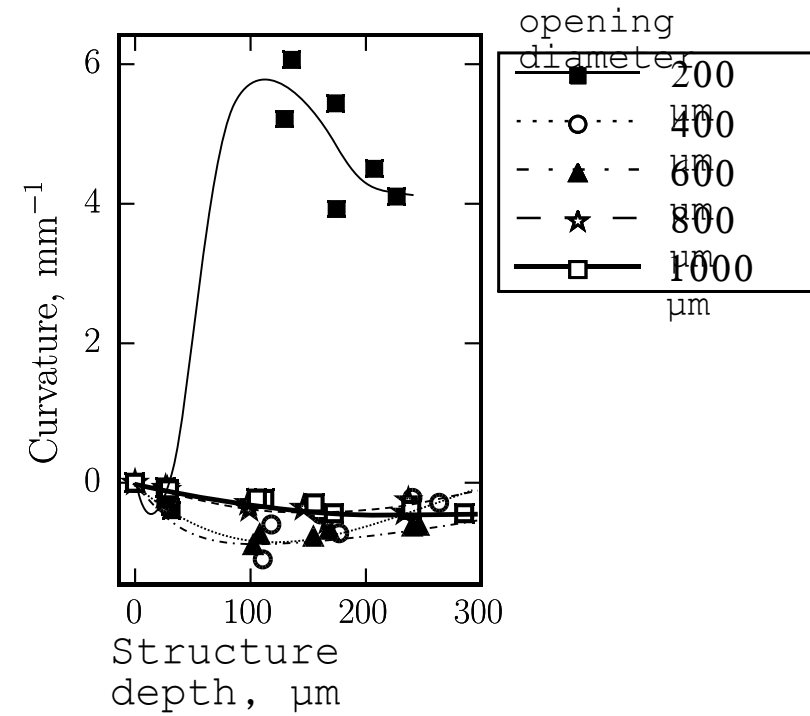 opening
diameter
200
µm
400
µm
600
µm
800
µm
1000
µm
6
4
2
0
Curvature, mm⁻¹
0 100 200 300
Structure
depth, µm